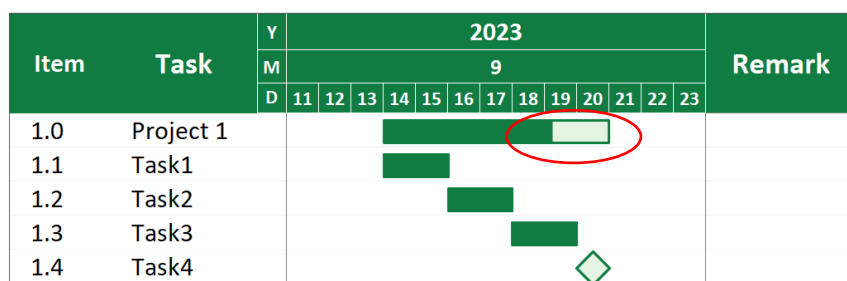 Y 2023
Item Task M 9 Remark
D 11 12 13 14 15 16 17 18 19 20 21 22 23
1.0 Project 1
1.1 Task1
1.2 Task2
1.3 Task3
1.4 Task4